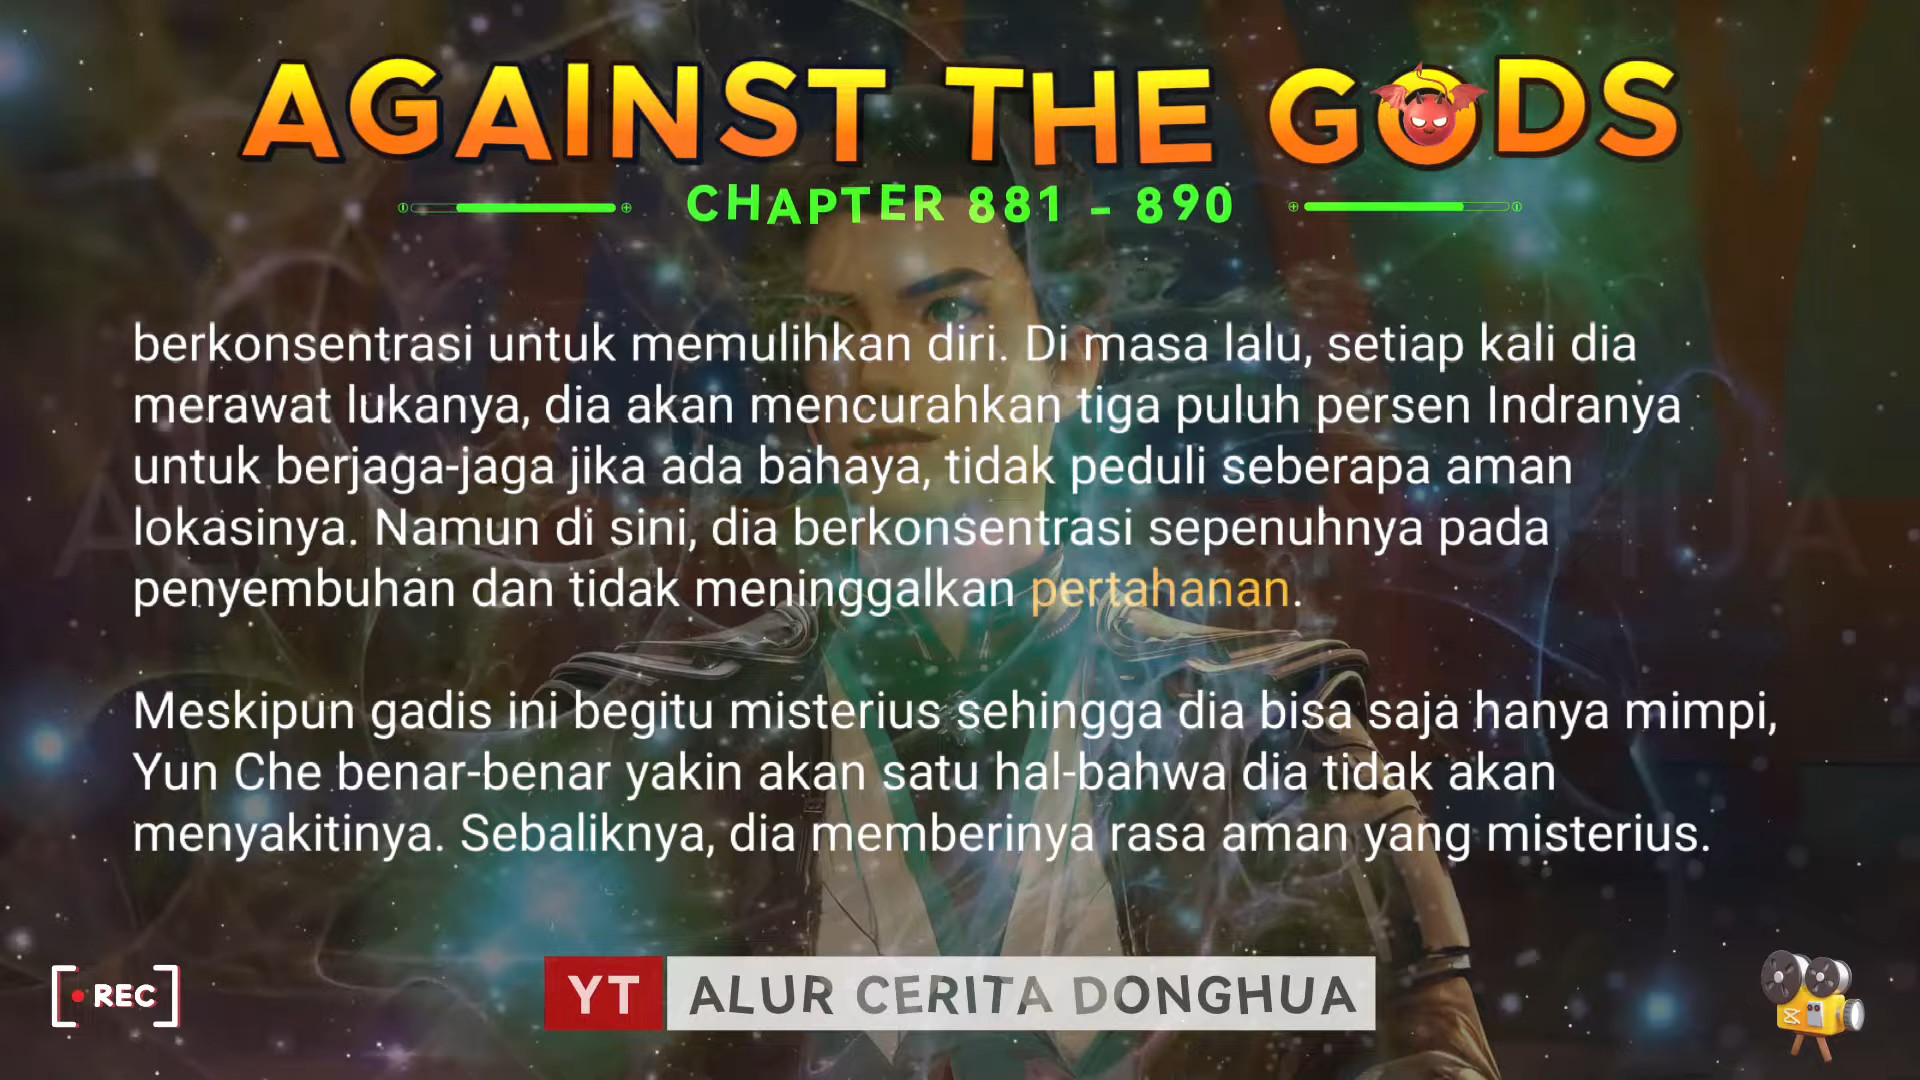 AGAINST THE GODS
CHAPTER 881 - 890
berkonsentrasi untuk memulihkan diri. Di masa lalu, setiap kali dia
merawat lukanya, dia akan mencurahkan tiga puluh persen Indranya
untuk berjaga-jaga jika ada bahaya, tidak peduli seberapa aman
lokasinya. Namun di sini, dia berkonsentrasi sepenuhnya pada
penyembuhan dan tidak meninggalkan pertahanan.
Meskipun gadis ini begitu misterius sehingga dia bisa saja hanya mimpi,
Yun Che benar-benar yakin akan satu hal-bahwa dia tidak akan
menyakitinya. Sebaliknya, dia memberinya rasa aman yang misterius.
REC
YT ALUR CERITA DONGHUA